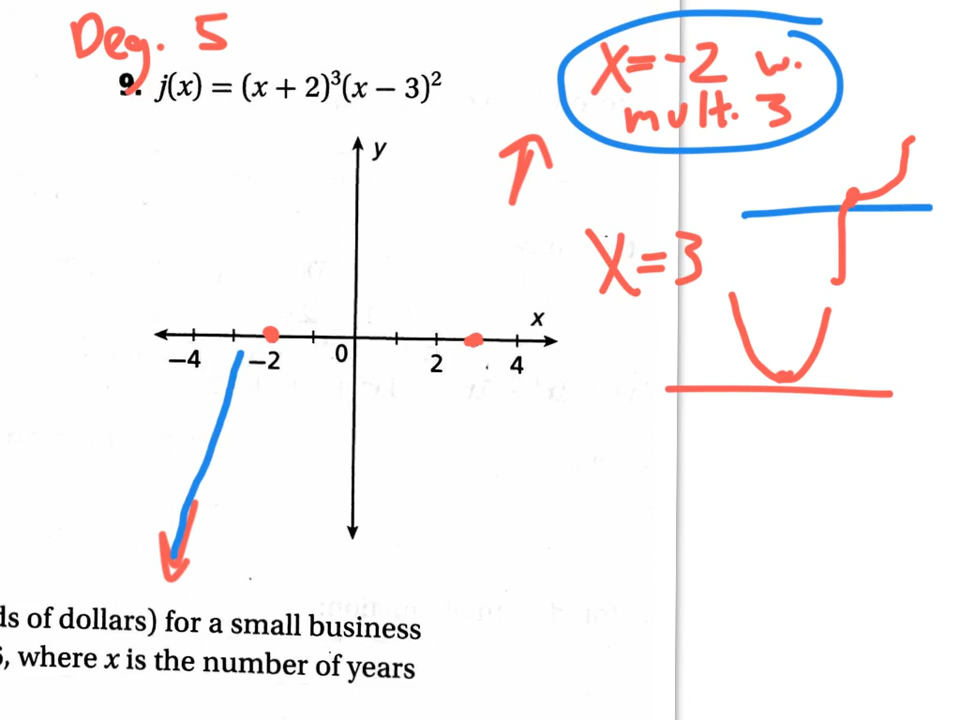 Deg. 5
9. j(x) = (x + 2)³(x − 3)²
X=-2 w.
mult. 3
y
X=3
x
−4 −2 0 2 4
ds of dollars) for a small business
, where x is the number of years